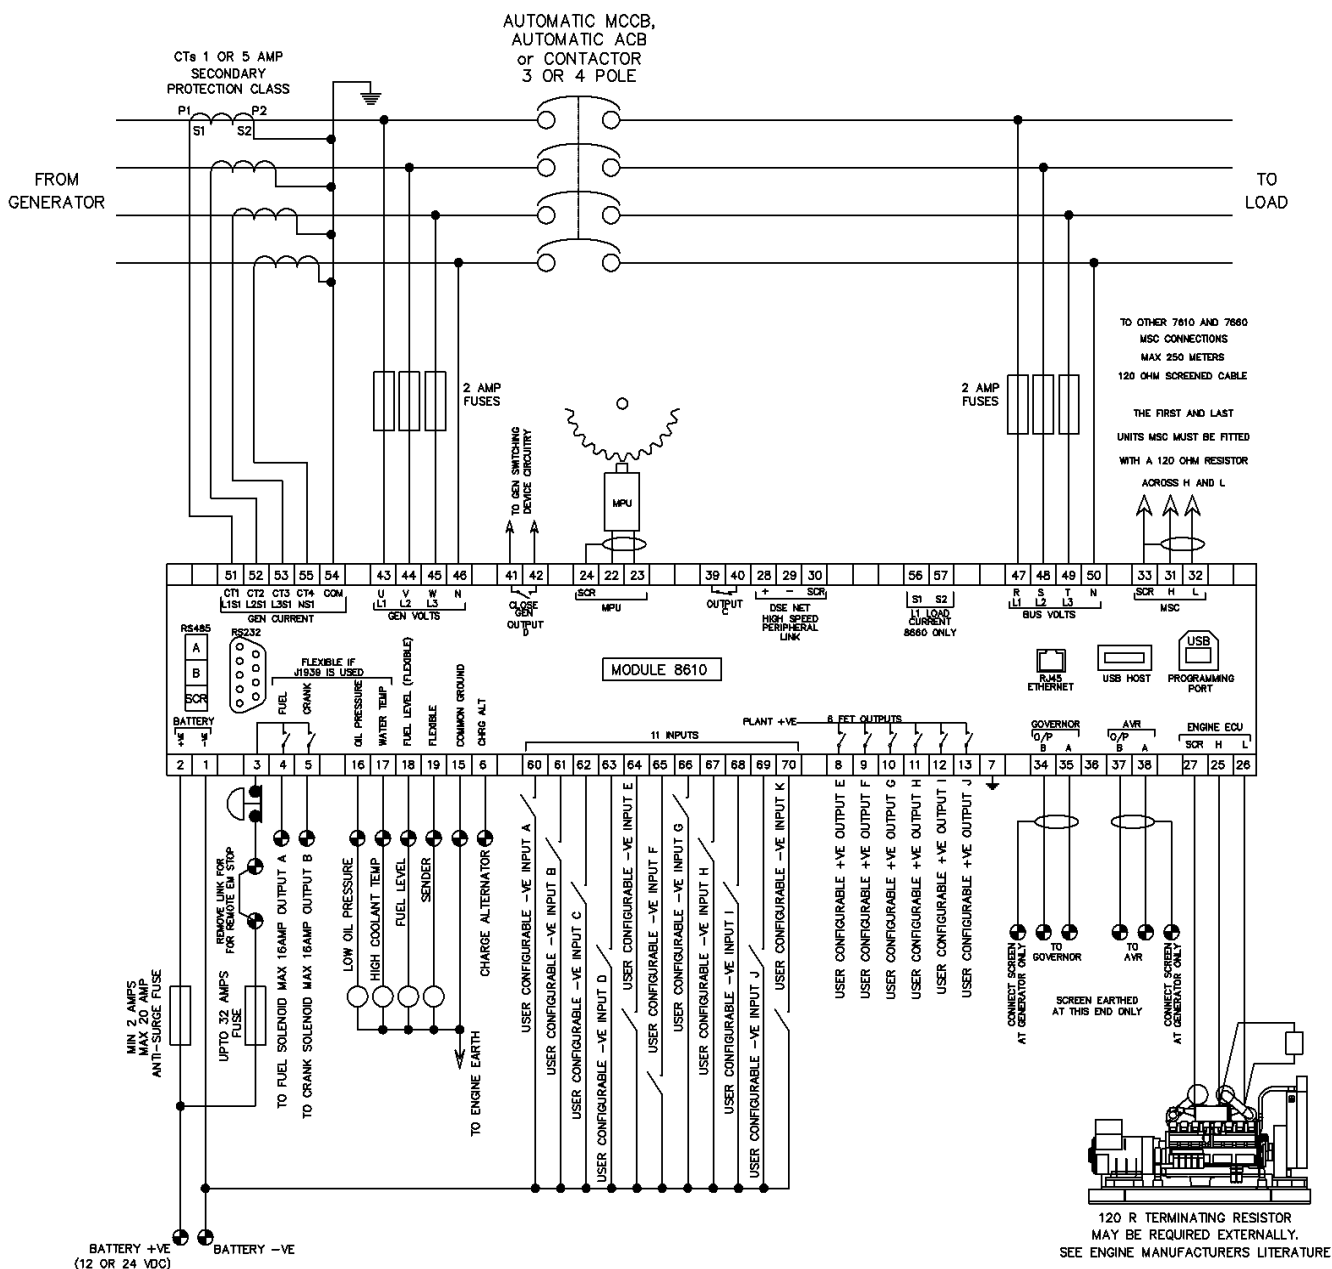 AUTOMATIC MCCB,
AUTOMATIC ACB
or CONTACTOR
3 OR 4 POLE
CTs 1 OR 5 AMP
SECONDARY
PROTECTION CLASS
P1
P2
S1
S2
FROM
GENERATOR
TO
LOAD
TO OTHER 7610 AND 7660
MSC CONNECTIONS
MAX 250 METERS
120 OHM SCREENED CABLE
THE FIRST AND LAST
UNITS MSC MUST BE FITTED
WITH A 120 OHM RESISTOR
ACROSS H AND L
2 AMP
FUSES
2 AMP
FUSES
TO GEN SWITCHING
DEVICE CIRCUITRY
MPU
51 52 53 55 54 43 44 45 46 41 42 24 22 23 39 40 28 29 30 56 57 47 48 49 50 33 31 32
CT1 CT2 CT3 CT4 COM
L1S1 L2S1 L3S1 NS1
GEN CURRENT
U V W N
L1 L2 L3
GEN VOLTS
CLOSE
GEN
OUTPUT
D
SCR
MPU
OUTPUT
C
+ - SCR
DSE NET
HIGH SPEED
PERIPHERAL
LINK
S1 S2
L1 LOAD
CURRENT
8660 ONLY
R S T N
L1 L2 L3
BUS VOLTS
SCR H L
MSC
RS485
A
B
SCR
RS232
FLEXIBLE IF
J1939 IS USED
MODULE 8610
RJ45
ETHERNET
USB HOST
USB
PROGRAMMING
PORT
BATTERY
+VE
-VE
FUEL
CRANK
OIL PRESSURE
WATER TEMP
FUEL LEVEL (FLEXIBLE)
FLEXIBLE
COMMON GROUND
CHRG ALT
11 INPUTS
PLANT +VE
6 FET OUTPUTS
GOVERNOR
O/P
B A
AVR
O/P
B A
ENGINE ECU
SCR H L
2 1 3 4 5 16 17 18 19 15 6 60 61 62 63 64 65 66 67 68 69 70 8 9 10 11 12 13 7 34 35 36 37 38 27 25 26
REMOVE LINK FOR
FOR REMOTE EM STOP
MIN 2 AMPS
MAX 20 AMP
ANTI-SURGE FUSE
UPTO 32 AMPS
FUSE
TO FUEL SOLENOID MAX 16AMP OUTPUT A
TO CRANK SOLENOID MAX 16AMP OUTPUT B
LOW OIL PRESSURE
HIGH COOLANT TEMP
FUEL LEVEL
SENDER
TO ENGINE EARTH
CHARGE ALTERNATOR
USER CONFIGURABLE -VE INPUT A
USER CONFIGURABLE -VE INPUT B
USER CONFIGURABLE -VE INPUT C
USER CONFIGURABLE -VE INPUT D
USER CONFIGURABLE -VE INPUT E
USER CONFIGURABLE -VE INPUT F
USER CONFIGURABLE -VE INPUT G
USER CONFIGURABLE -VE INPUT H
USER CONFIGURABLE -VE INPUT I
USER CONFIGURABLE -VE INPUT J
USER CONFIGURABLE -VE INPUT K
USER CONFIGURABLE +VE OUTPUT E
USER CONFIGURABLE +VE OUTPUT F
USER CONFIGURABLE +VE OUTPUT G
USER CONFIGURABLE +VE OUTPUT H
USER CONFIGURABLE +VE OUTPUT I
USER CONFIGURABLE +VE OUTPUT J
CONNECT SCREEN
AT GENERATOR ONLY
TO
GOVERNOR
TO
AVR
CONNECT SCREEN
AT GENERATOR ONLY
SCREEN EARTHED
AT THIS END ONLY
BATTERY +VE
(12 OR 24 VDC)
BATTERY -VE
120 R TERMINATING RESISTOR
MAY BE REQUIRED EXTERNALLY.
SEE ENGINE MANUFACTURERS LITERATURE